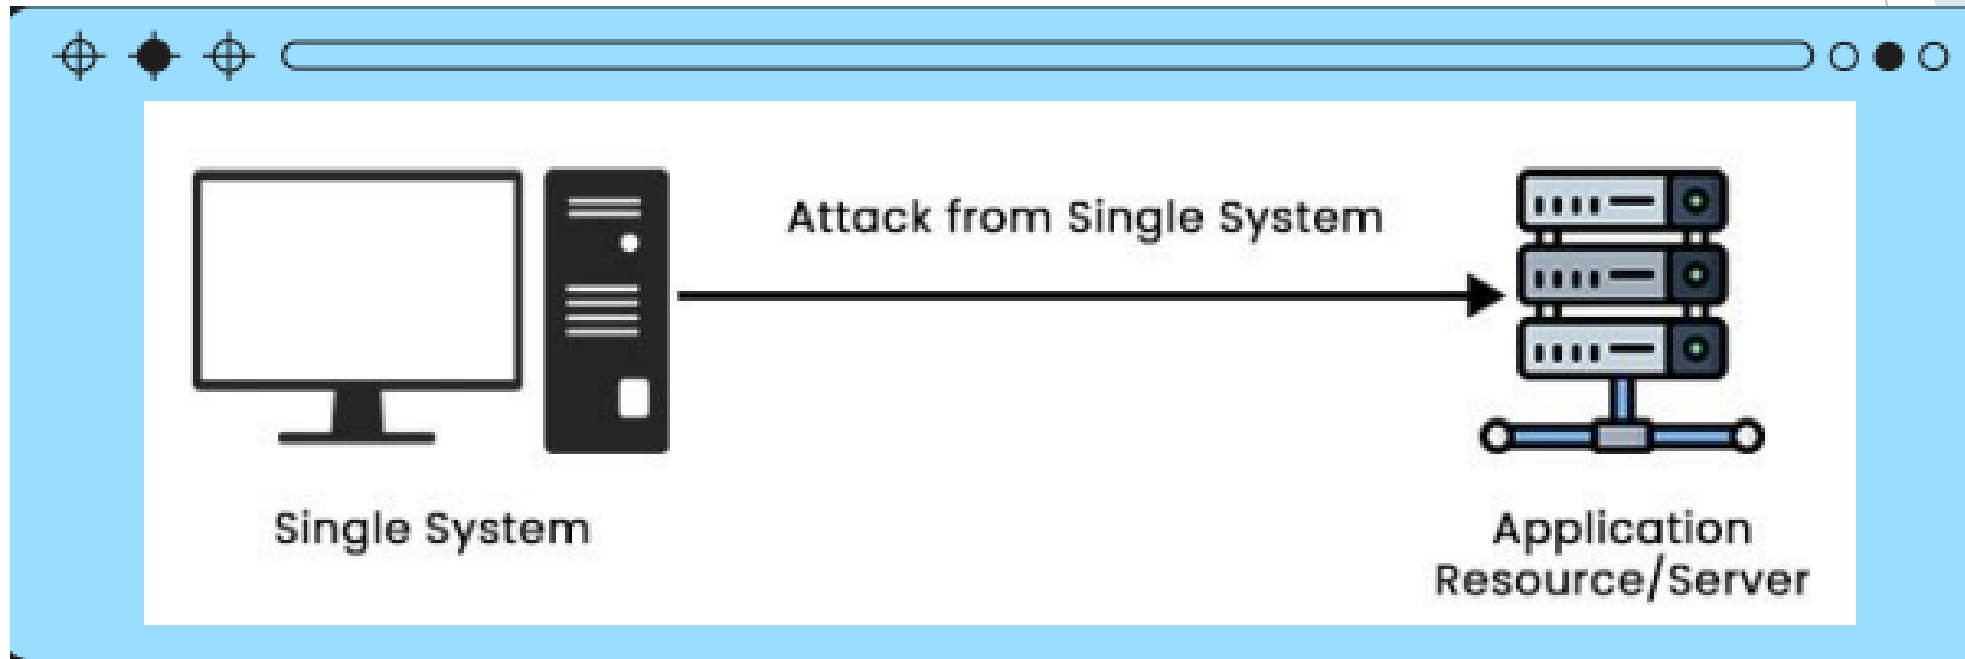 Attack from Single System
Single System
Application
Resource/Server